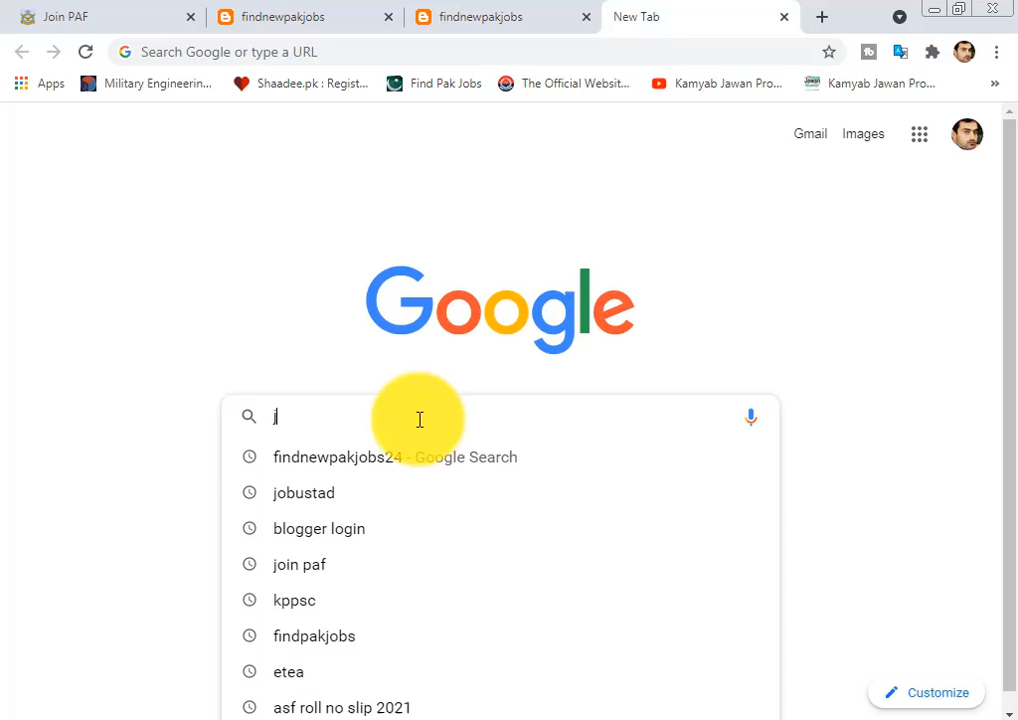 Join PAF
findnewpakjobs
findnewpakjobs
New Tab
Search Google or type a URL
Apps
Military Engineerin...
Shaadee.pk : Regist...
Find Pak Jobs
The Official Websit...
Kamyab Jawan Pro...
Kamyab Jawan Pro...
Gmail
Images
Google
j
findnewpakjobs24 - Google Search
jobustad
blogger login
join paf
kppsc
findpakjobs
etea
asf roll no slip 2021
Customize